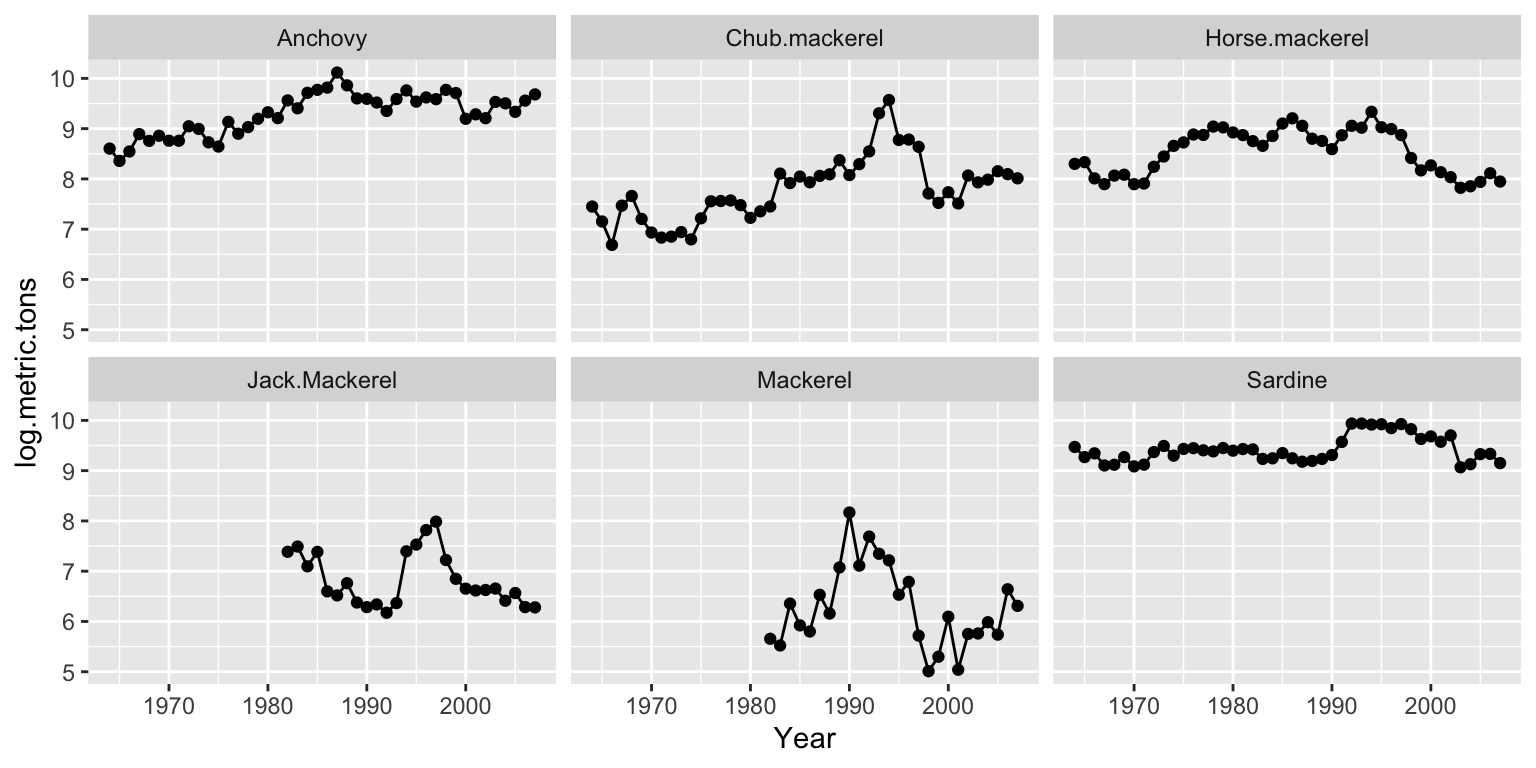 Anchovy Chub.mackerel Horse.mackerel
10
9
8
7
6
5
Jack.Mackerel Mackerel Sardine
10
9
8
7
6
5
1970 1980 1990 2000 1970 1980 1990 2000 1970 1980 1990 2000
Year
log.metric.tons